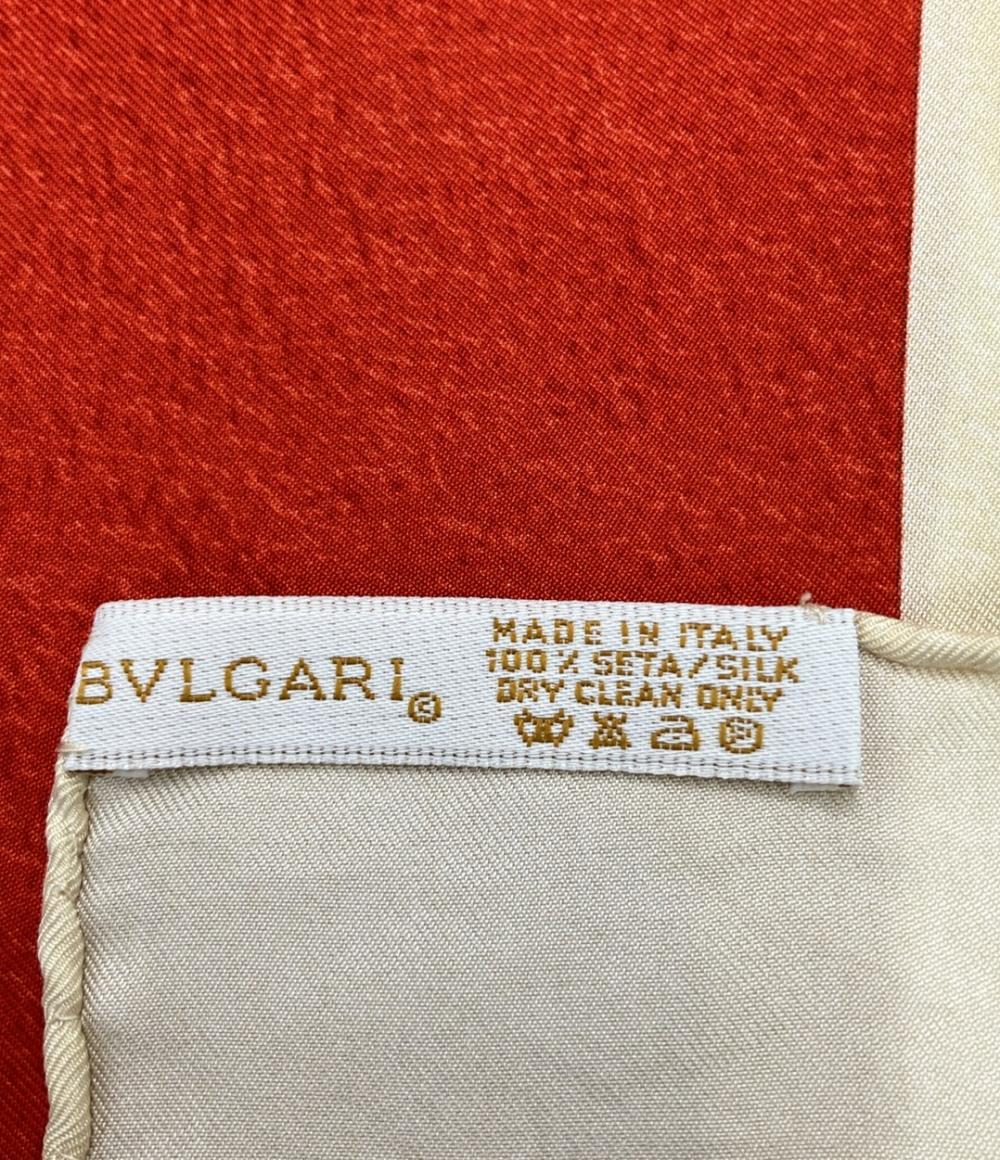 BVLGARI©
MADE IN ITALY
100% SETA/SILK
DRY CLEAN ONLY